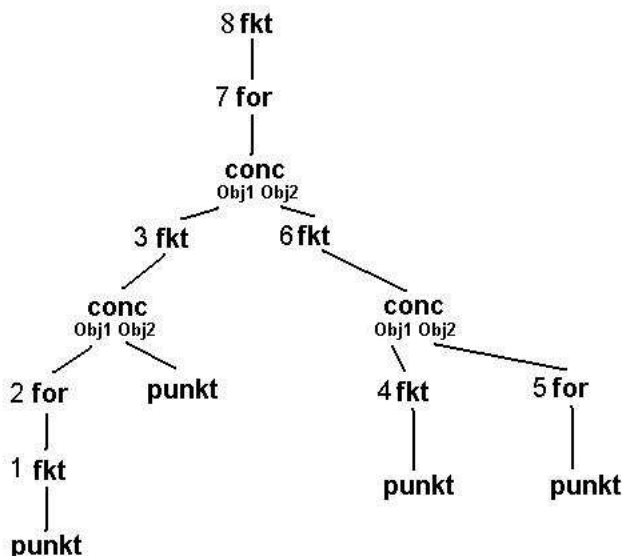 8 fkt
7 for
conc
Obj1 Obj2
3 fkt
6 fkt
conc
Obj1 Obj2
conc
Obj1 Obj2
2 for
punkt
4 fkt
5 for
1 fkt
punkt
punkt
punkt